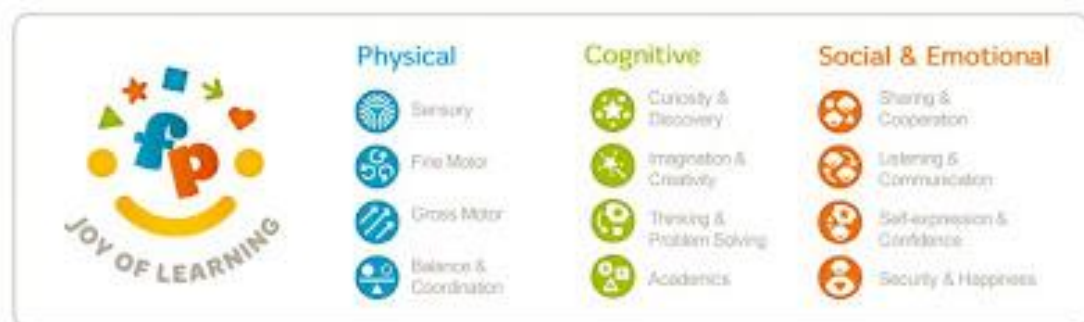 fp
JOY OF LEARNING
Physical
Sensory
Fine Motor
Gross Motor
Balance &
Coordination
Cognitive
Curiosity &
Discovery
Imagination &
Creativity
Thinking &
Problem Solving
Academics
Social & Emotional
Sharing &
Cooperation
Listening &
Communication
Self-expression &
Confidence
Security & Happiness